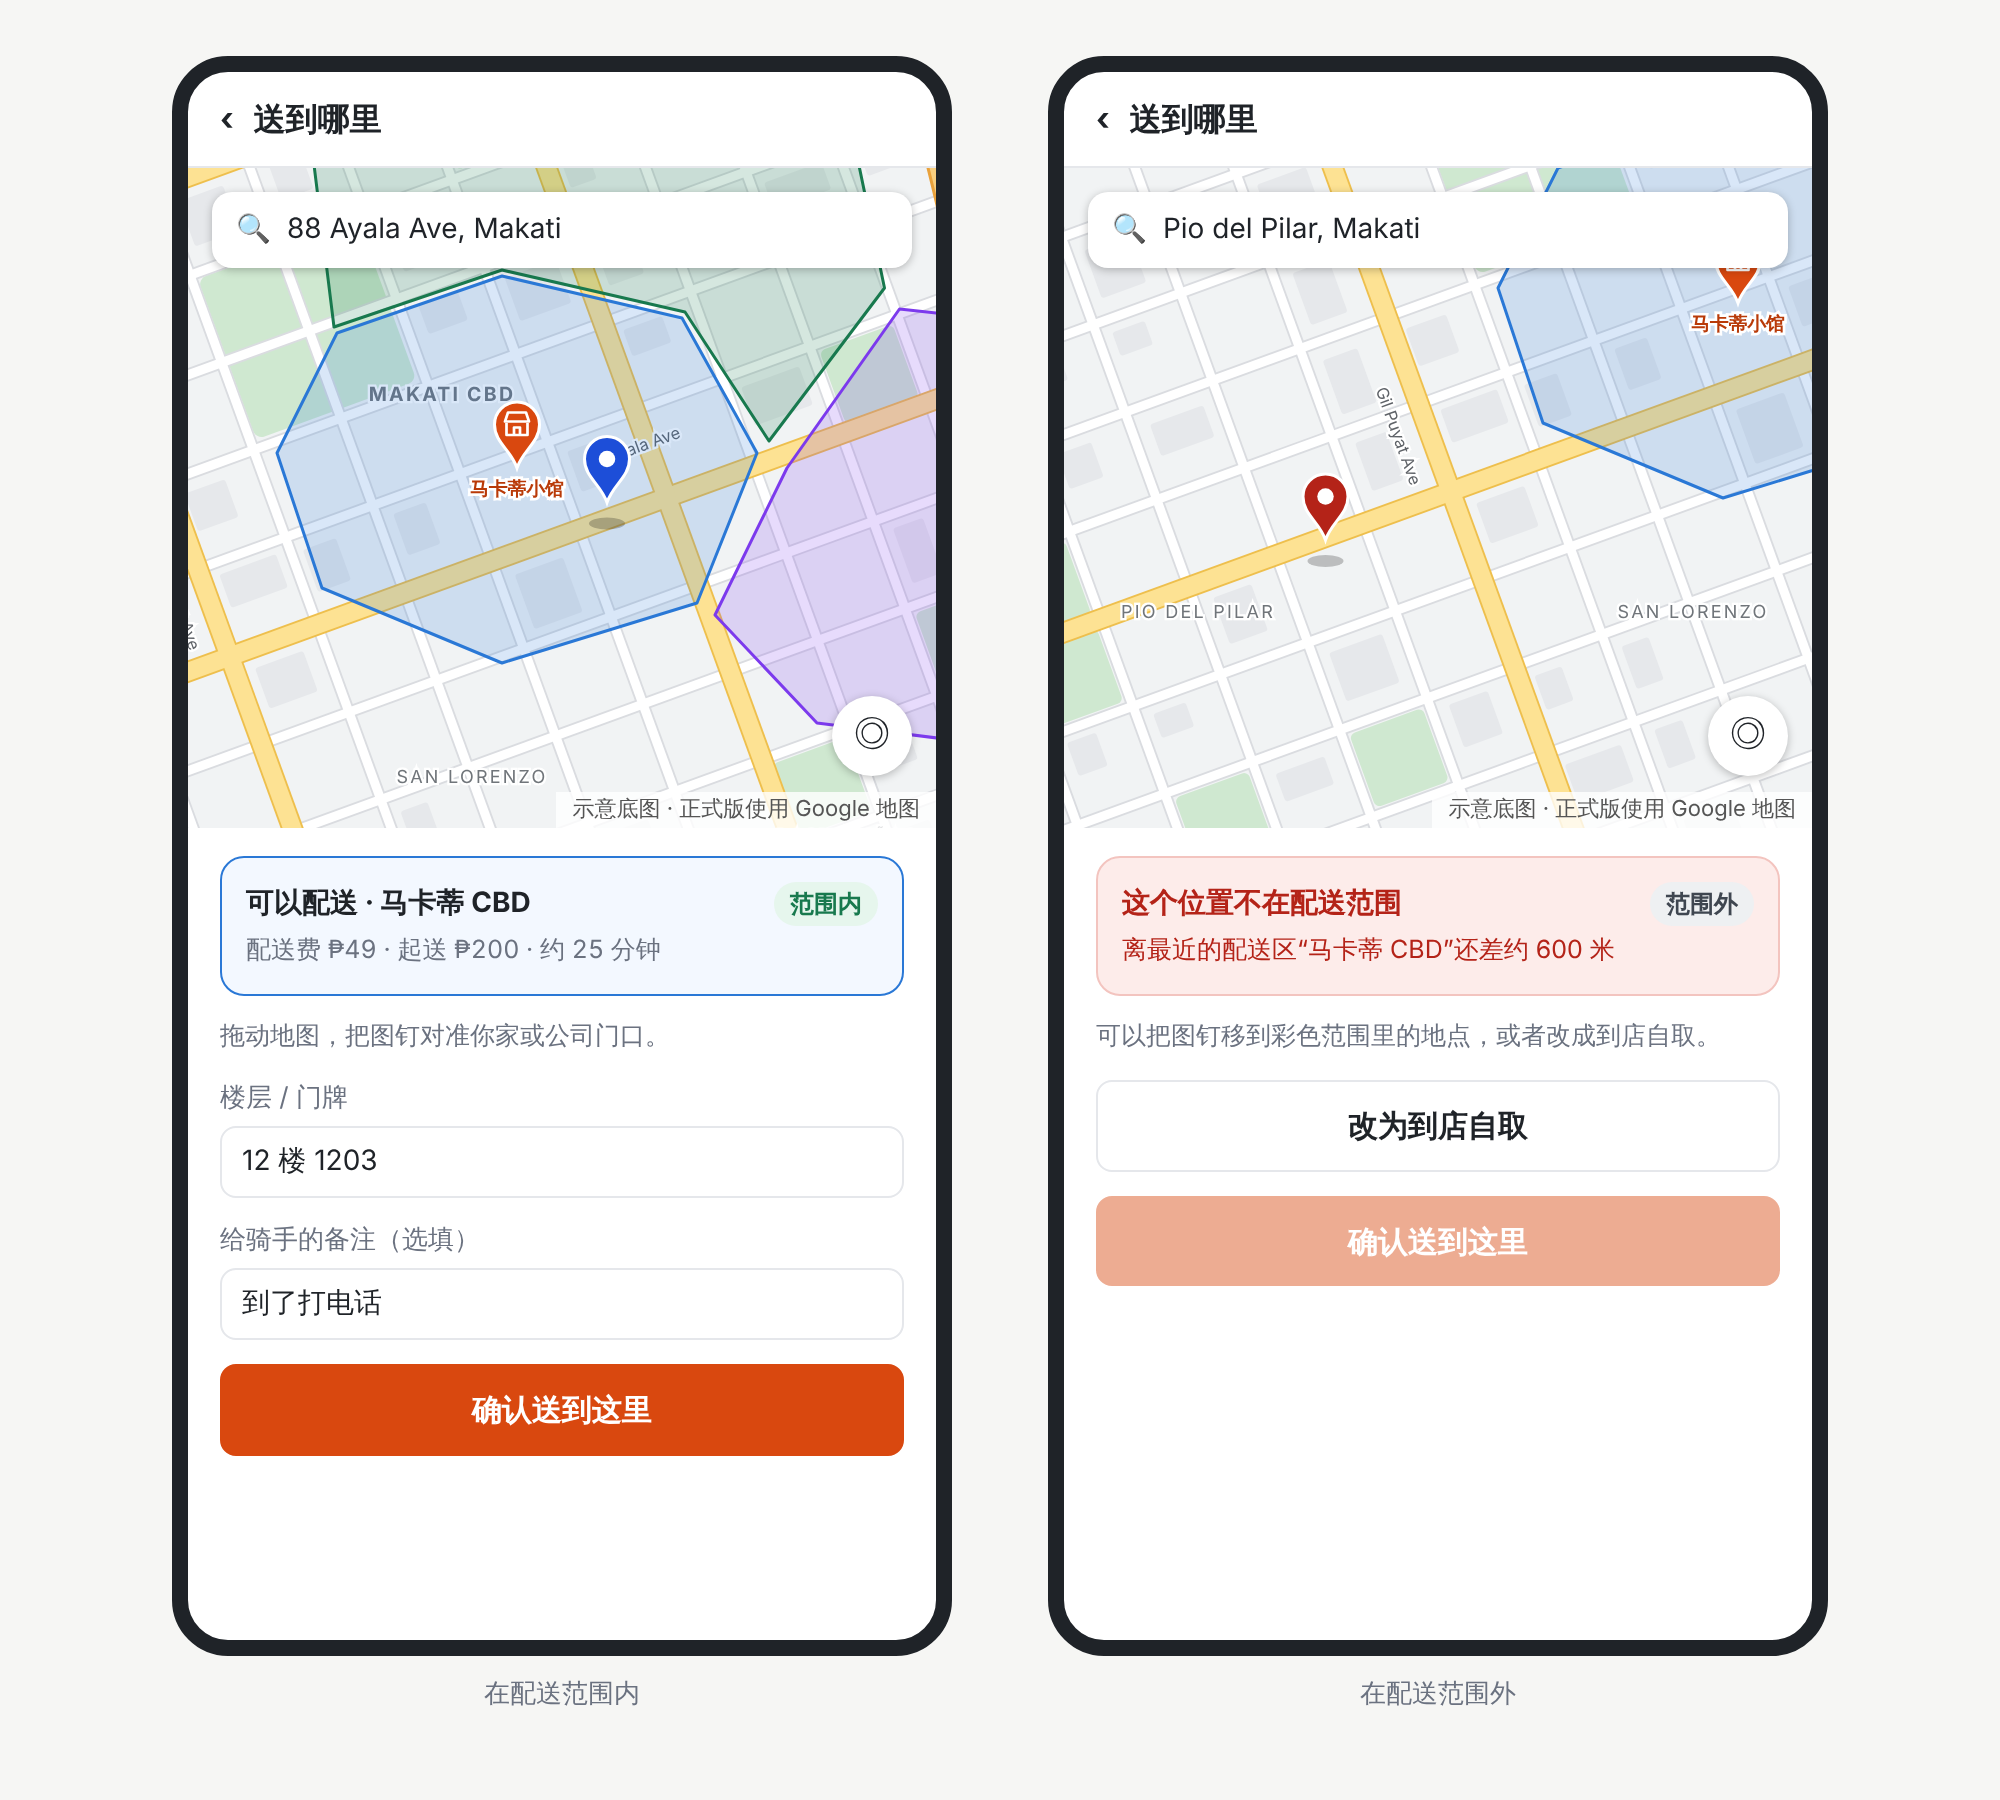 ‹ 送到哪里
🔍 88 Ayala Ave, Makati
MAKATI CBD
ala Ave
马卡蒂小馆
Ave
SAN LORENZO
示意底图 · 正式版使用 Google 地图
可以配送 · 马卡蒂 CBD
范围内
配送费 ₱49 · 起送 ₱200 · 约 25 分钟
拖动地图，把图钉对准你家或公司门口。
楼层 / 门牌
12 楼 1203
给骑手的备注（选填）
到了打电话
确认送到这里
在配送范围内
‹ 送到哪里
🔍 Pio del Pilar, Makati
马卡蒂小馆
Gil Puyat Ave
PIO DEL PILAR
SAN LORENZO
示意底图 · 正式版使用 Google 地图
这个位置不在配送范围
范围外
离最近的配送区“马卡蒂 CBD”还差约 600 米
可以把图钉移到彩色范围里的地点，或者改成到店自取。
改为到店自取
确认送到这里
在配送范围外